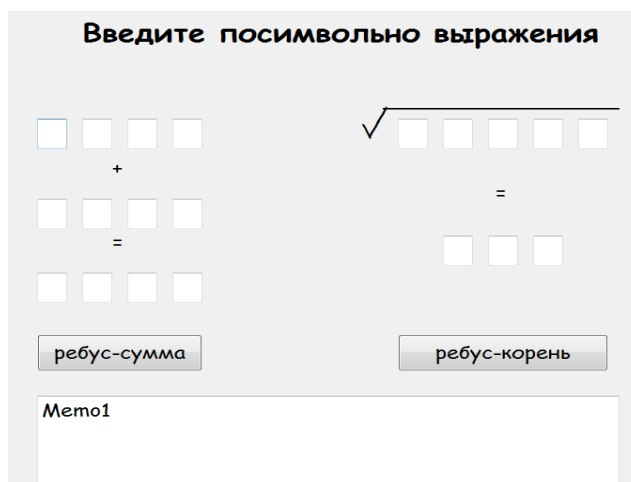 Введите посимвольно выражения
+
=
√
=
ребус-сумма
ребус-корень
Memo1